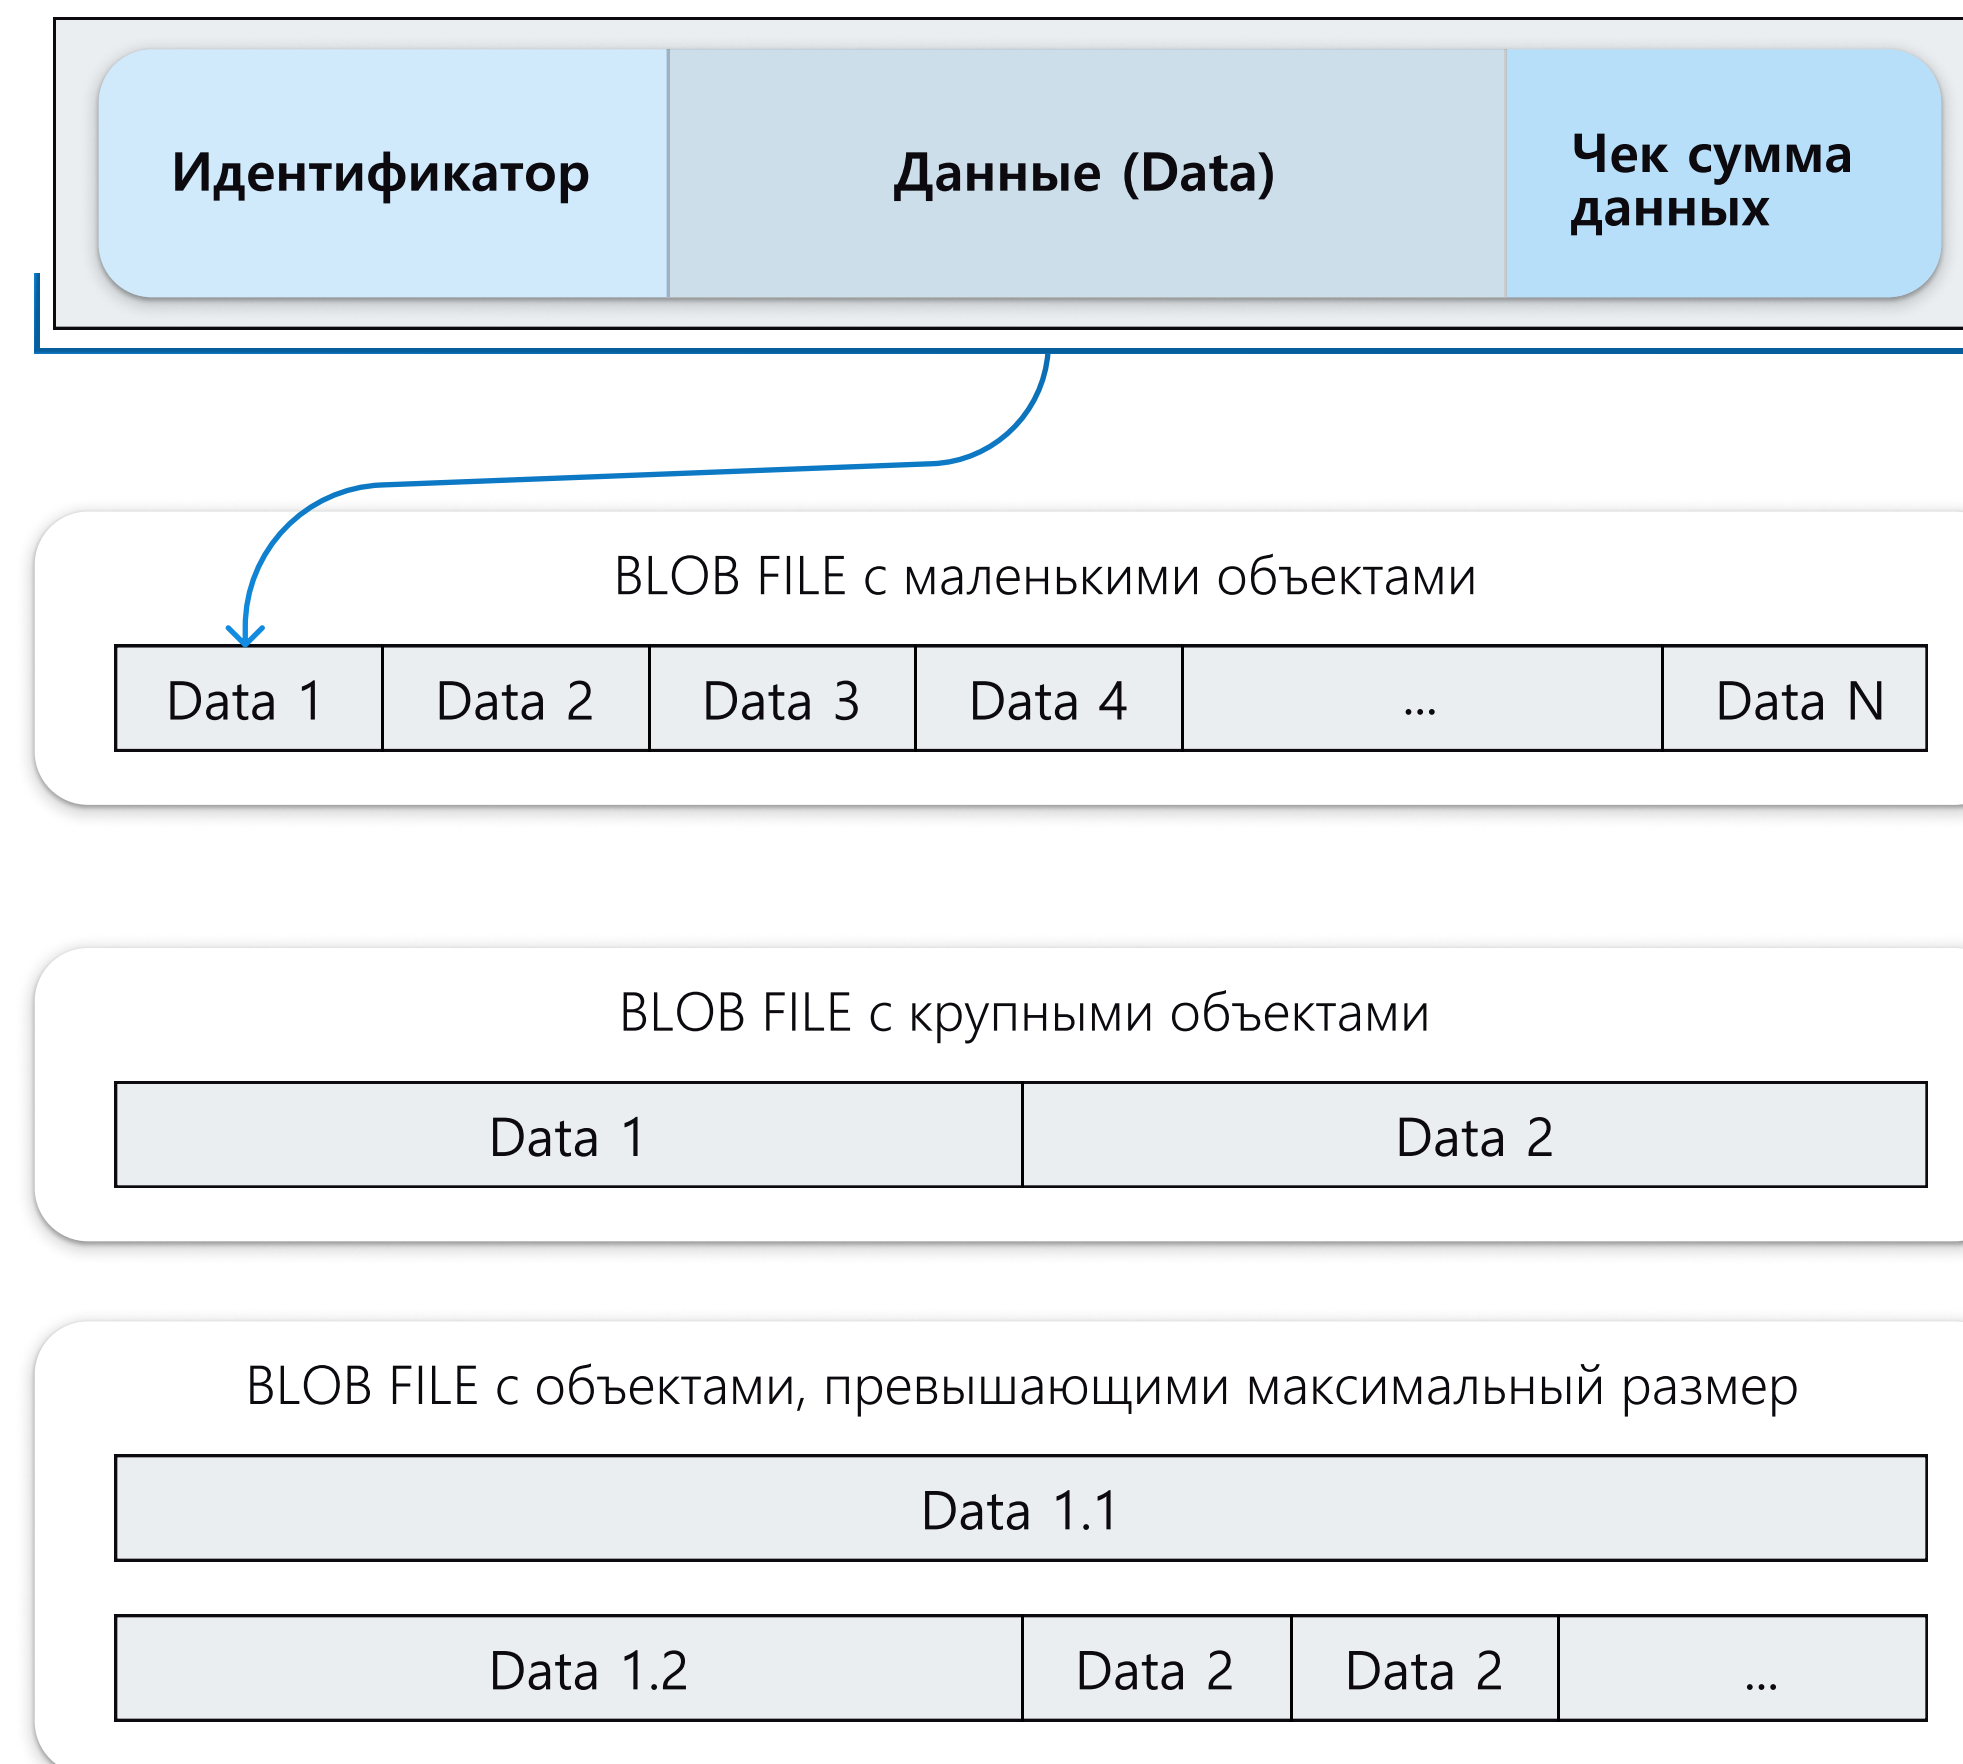 Идентификатор
Данные (Data)
Чек сумма
данных
BLOB FILE с маленькими объектами
Data 1
Data 2
Data 3
Data 4
...
Data N
BLOB FILE с крупными объектами
Data 1
Data 2
BLOB FILE с объектами, превышающими максимальный размер
Data 1.1
Data 1.2
Data 2
Data 2
...